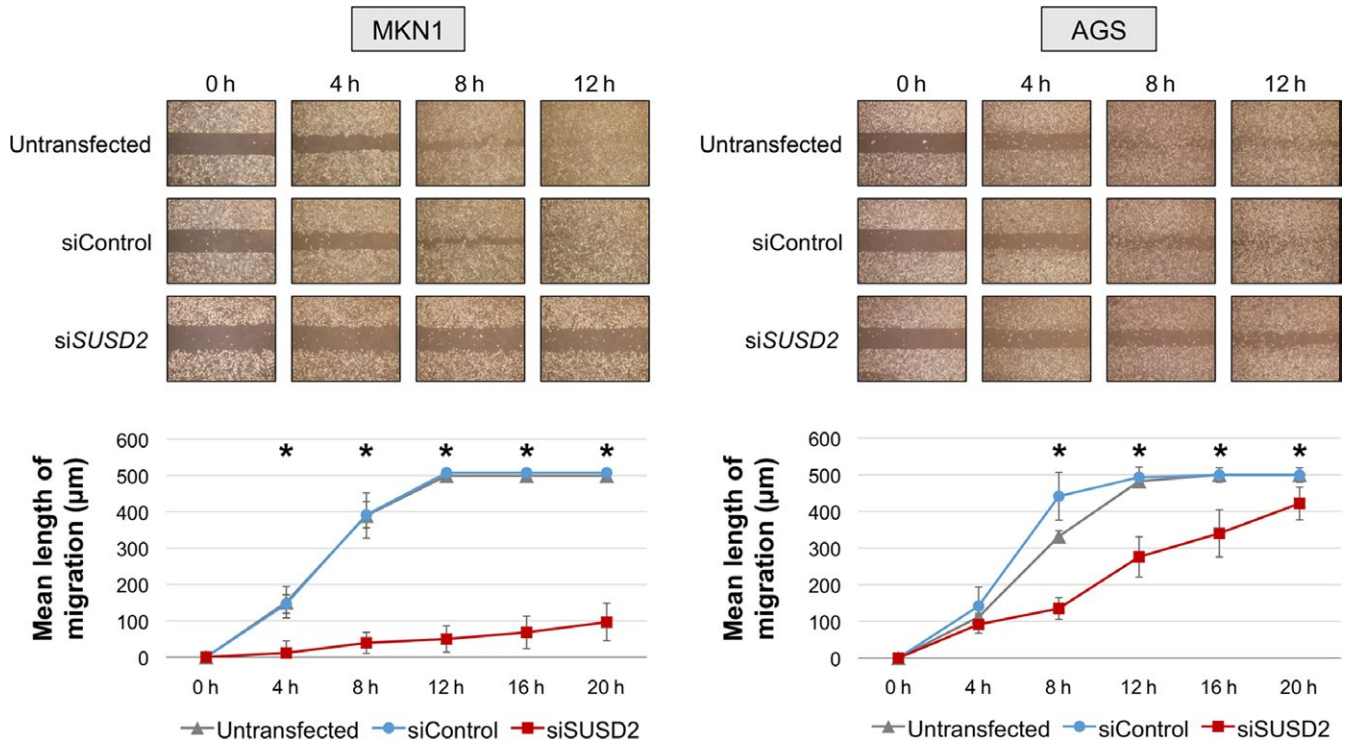 MKN1
0 h 4 h 8 h 12 h
Untransfected
siControl
siSUSD2
Mean length of
migration (µm)
600
500
400
300
200
100
0
* * * * *
0 h 4 h 8 h 12 h 16 h 20 h
Untransfected siControl siSUSD2
AGS
0 h 4 h 8 h 12 h
Untransfected
siControl
siSUSD2
Mean length of
migration (µm)
600
500
400
300
200
100
0
* * * *
0 h 4 h 8 h 12 h 16 h 20 h
Untransfected siControl siSUSD2